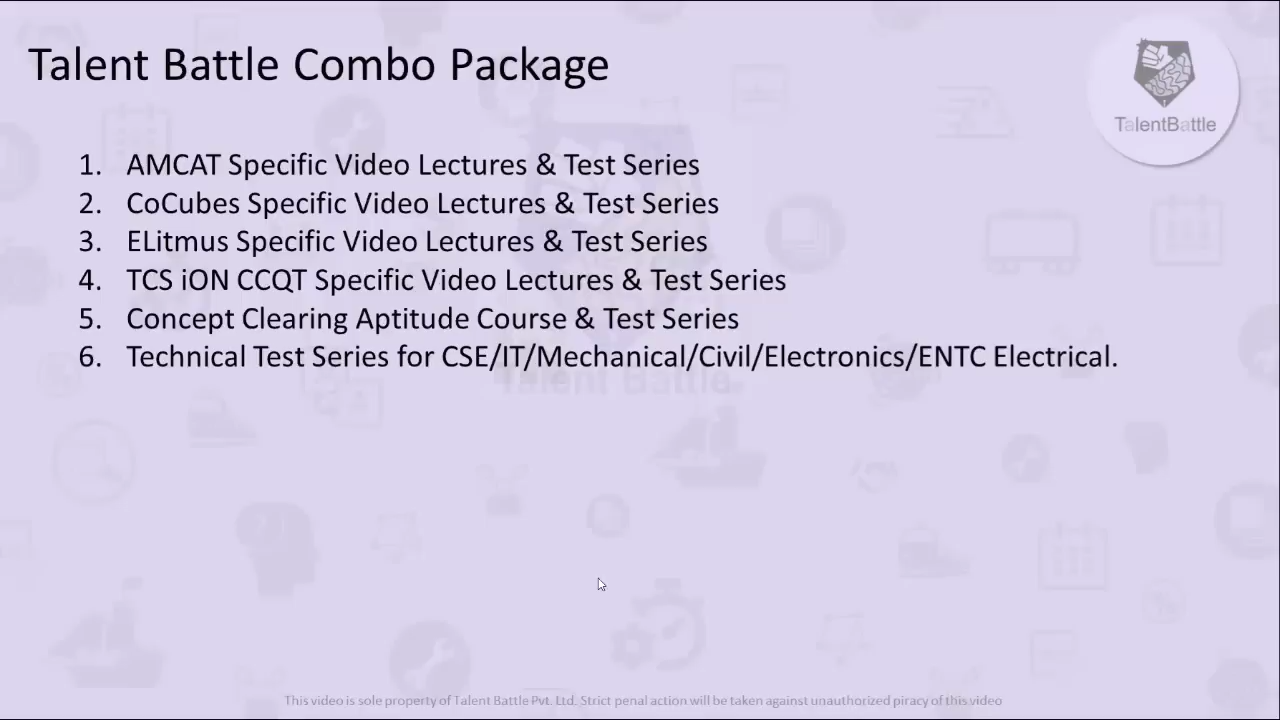 Talent Battle Combo Package
TalentBattle
1. AMCAT Specific Video Lectures & Test Series
2. CoCubes Specific Video Lectures & Test Series
3. ELitmus Specific Video Lectures & Test Series
4. TCS iON CCQT Specific Video Lectures & Test Series
5. Concept Clearing Aptitude Course & Test Series
6. Technical Test Series for CSE/IT/Mechanical/Civil/Electronics/ENTC Electrical.
Talent Battle
This video is sole property of Talent Battle Pvt. Ltd. Strict penal action will be taken against unauthorized piracy of this video